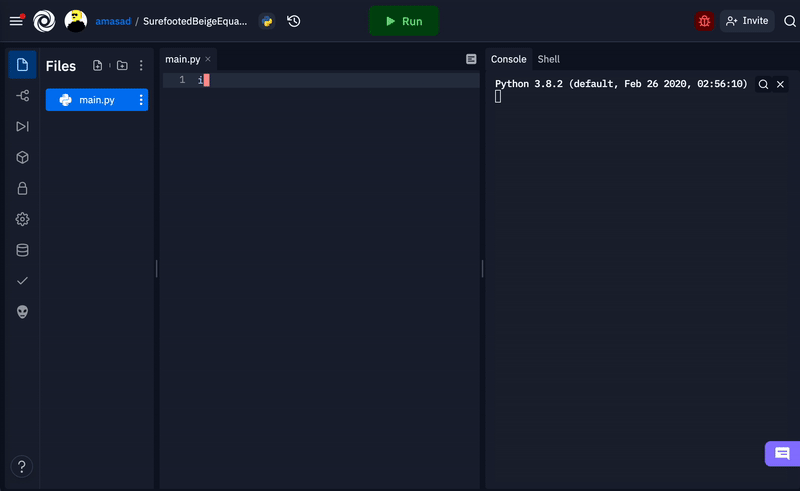 amasad / SurefootedBeigeEqua...
Run
Invite
Files
main.py
main.py
1 i
Console Shell
Python 3.8.2 (default, Feb 26 2020, 02:56:10)
?